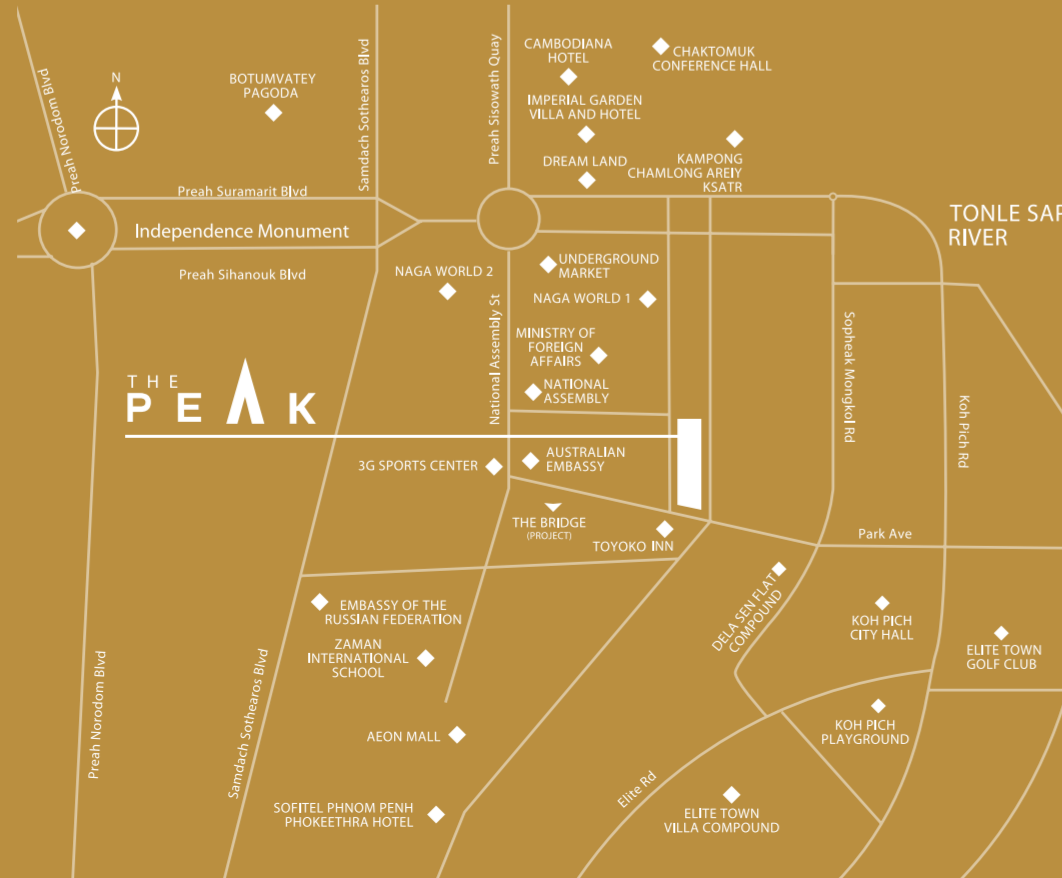 Preah Norodom Blvd
N
BOTUMVATEY
PAGODA
Samdach Sothearos Blvd
Preah Sisowath Quay
CAMBODIANA
HOTEL
CHAKTOMUK
CONFERENCE HALL
IMPERIAL GARDEN
VILLA AND HOTEL
DREAM LAND
KAMPONG
CHAMLONG AREIY
KSATR
Preah Suramarit Blvd
Independence Monument
Preah Sihanouk Blvd
TONLE SAP
RIVER
NAGA WORLD 2
UNDERGROUND
MARKET
NAGA WORLD 1
National Assembly St
MINISTRY OF
FOREIGN
AFFAIRS
NATIONAL
ASSEMBLY
Sopheak Mongkol Rd
Koh Pich Rd
THE
PEAK
3G SPORTS CENTER
AUSTRALIAN
EMBASSY
THE BRIDGE
(PROJECT)
TOYOKO INN
Park Ave
DELA SEN FLAT
COMPOUND
EMBASSY OF THE
RUSSIAN FEDERATION
ZAMAN
INTERNATIONAL
SCHOOL
KOH PICH
CITY HALL
ELITE TOWN
GOLF CLUB
Preah Norodom Blvd
Samdach Sothearos Blvd
AEON MALL
KOH PICH
PLAYGROUND
SOFITEL PHNOM PENH
PHOKEETHRA HOTEL
Elite Rd
ELITE TOWN
VILLA COMPOUND